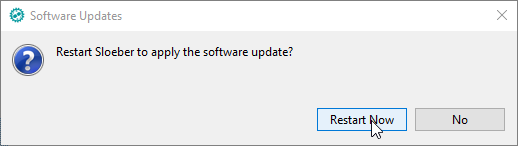 Software Updates
Restart Sloeber to apply the software update?
Restart Now
No